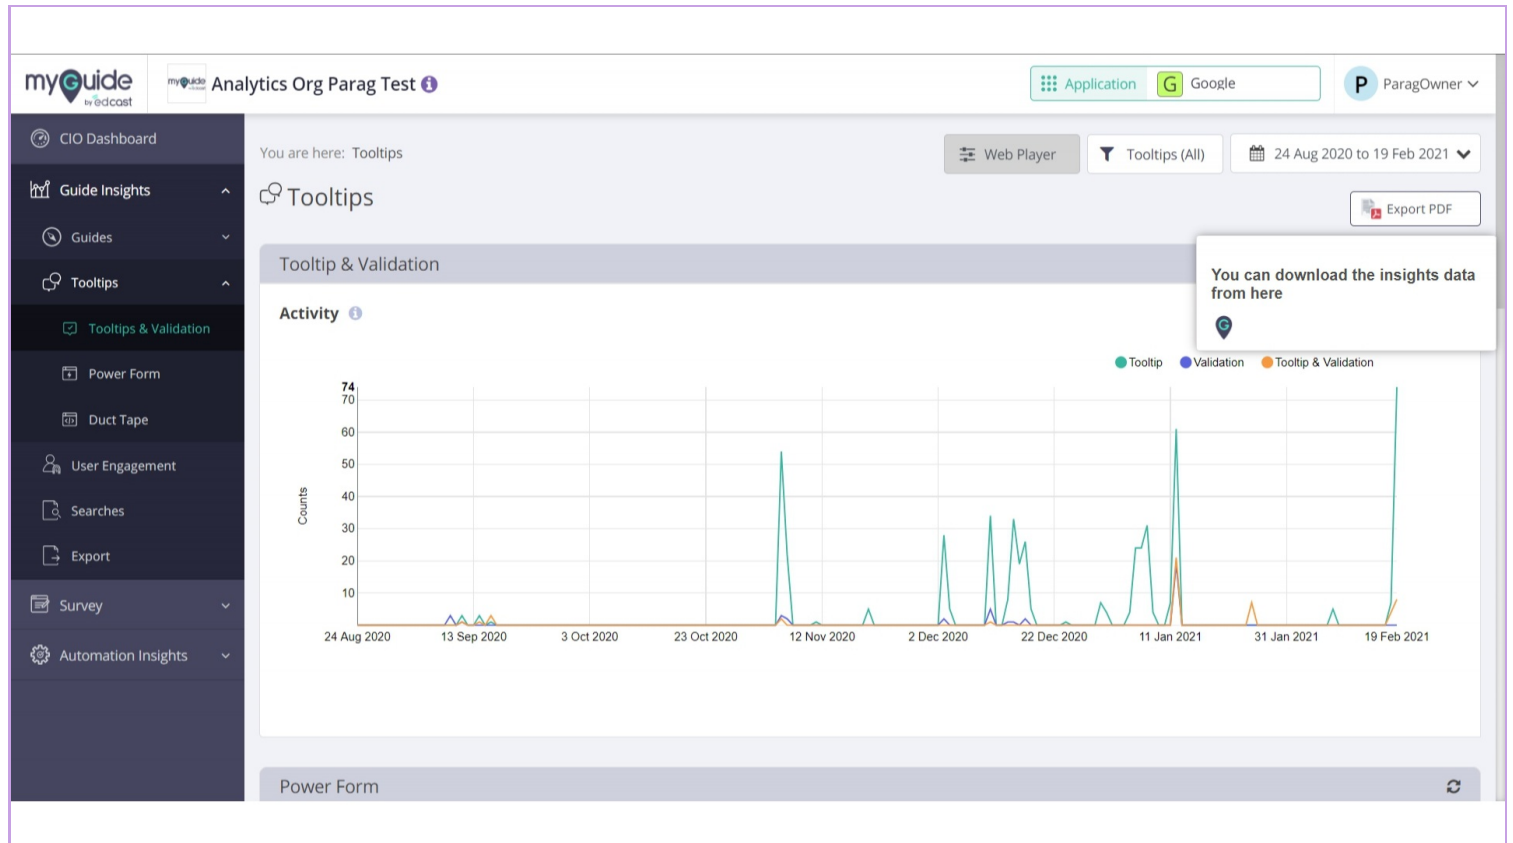 myGuide
by edcast
myGuide
Analytics Org Parag Test
Application
G Google
P ParagOwner
CIO Dashboard
Guide Insights
Guides
Tooltips
Tooltips & Validation
Power Form
Duct Tape
User Engagement
Searches
Export
Survey
Automation Insights
You are here: Tooltips
Web Player
Tooltips (All)
24 Aug 2020 to 19 Feb 2021
Tooltips
Export PDF
Tooltip & Validation
You can download the insights data
from here
G
Activity
Tooltip Validation Tooltip & Validation
74
70
60
50
40
30
20
10
Counts
24 Aug 2020 13 Sep 2020 3 Oct 2020 23 Oct 2020 12 Nov 2020 2 Dec 2020 22 Dec 2020 11 Jan 2021 31 Jan 2021 19 Feb 2021
Power Form